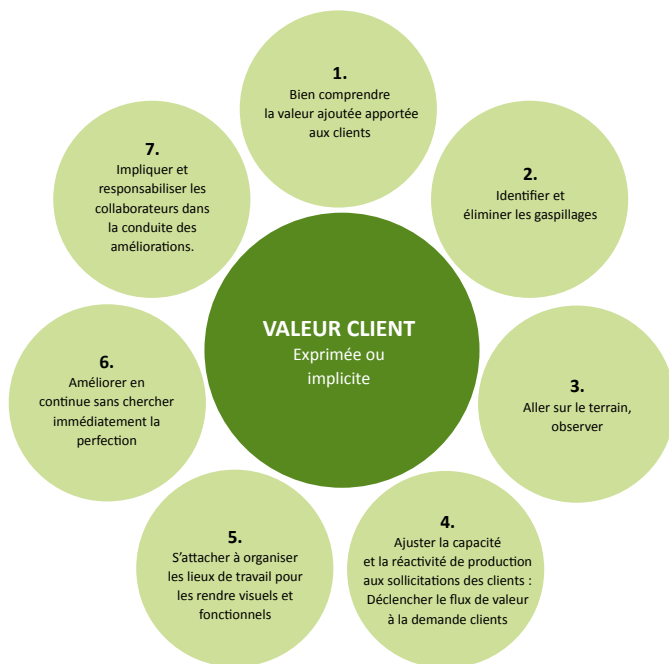 1.
Bien comprendre
la valeur ajoutée apportée
aux clients
2.
Identifier et
éliminer les gaspillages
3.
Aller sur le terrain,
observer
4.
Ajuster la capacité
et la réactivité de production
aux sollicitations des clients :
Déclencher le flux de valeur
à la demande clients
5.
S’attacher à organiser
les lieux de travail pour
les rendre visuels et
fonctionnels
6.
Améliorer en
continue sans chercher
immédiatement la
perfection
7.
Impliquer et
responsabiliser les
collaborateurs dans
la conduite des
améliorations.
VALEUR CLIENT
Exprimée ou
implicite